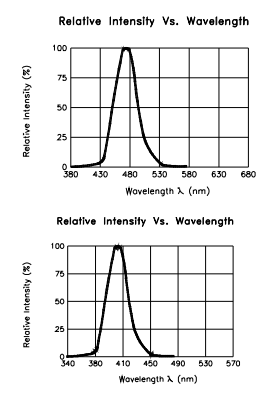 Relative Intensity Vs. Wavelength
100
75
50
25
0
Relative Intensity (%)
380 430 480 530 580 630 680
Wavelength λ (nm)
Relative Intensity Vs. Wavelength
100
75
50
25
0
Relative Intensity (%)
340 380 410 450 490 530 570
Wavelength λ (nm)